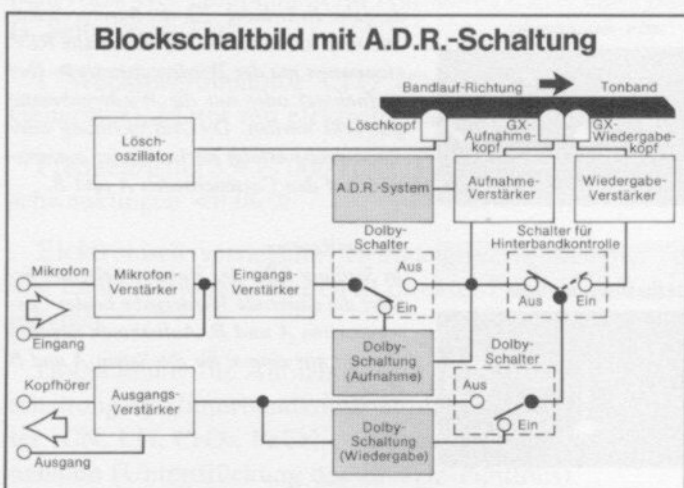 Blockschaltbild mit A.D.R.-Schaltung
Bandlauf-Richtung
Tonband
Löschkopf
GX-
Aufnahme-
kopf
GX-
Wiedergabe-
kopf
Lösch-
oszillator
A.D.R.-System
Aufnahme-
Verstärker
Wiedergabe-
Verstärker
Dolby-
Schalter
Schalter für
Hinterbandkontrolle
Mikrofon
Mikrofon-
Verstärker
Eingangs-
Verstärker
Aus
Ein
Aus
Ein
Eingang
Dolby-
Schaltung
(Aufnahme)
Dolby-
Schalter
Kopfhörer
Ausgangs-
Verstärker
Aus
Ein
Dolby-
Schaltung
(Wiedergabe)
Ausgang